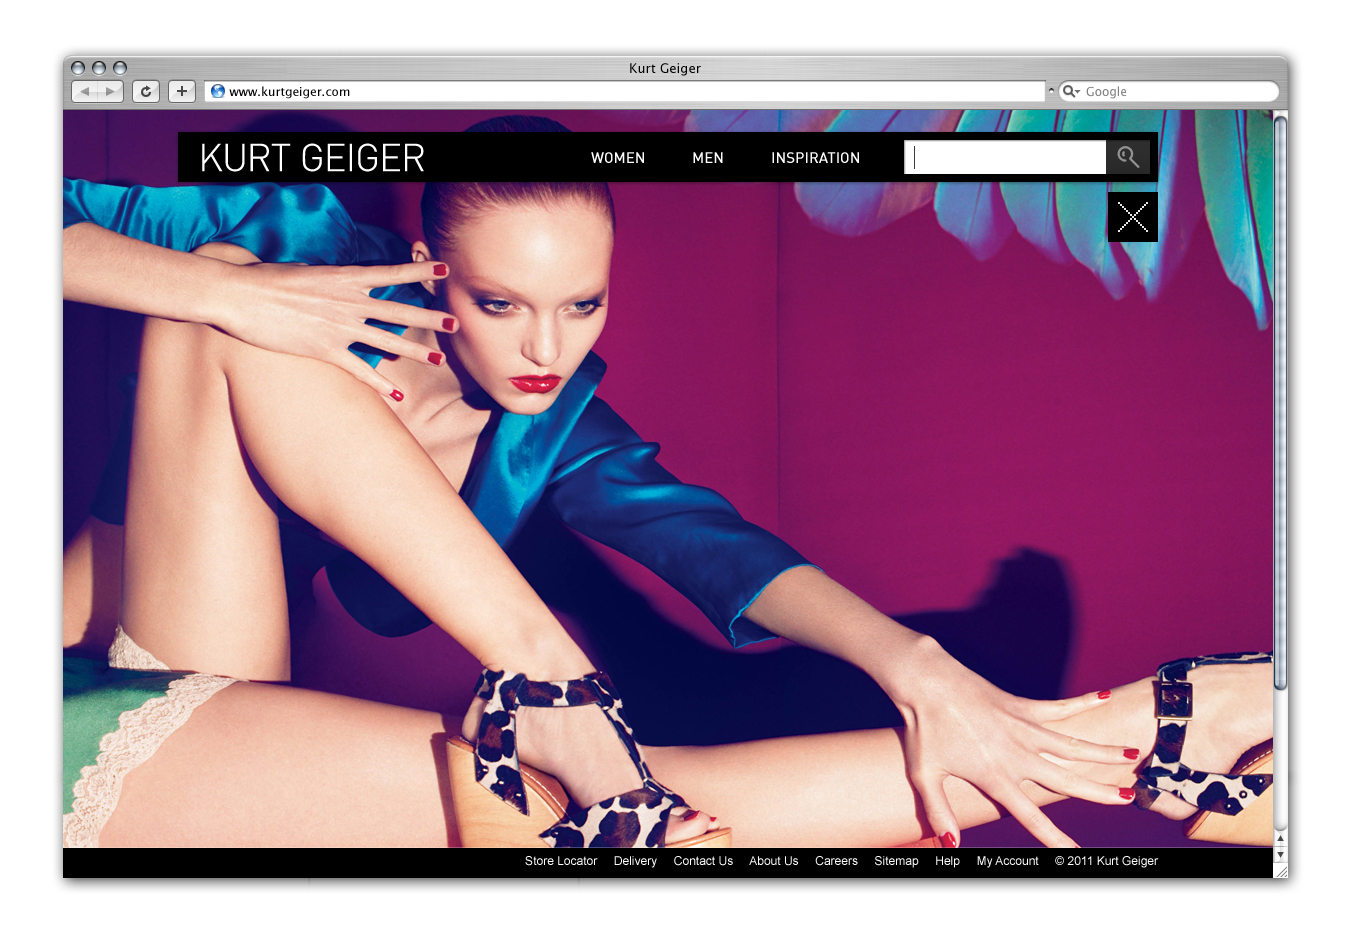 Kurt Geiger
www.kurtgeiger.com
Google
KURT GEIGER WOMEN MEN INSPIRATION
Store Locator Delivery Contact Us About Us Careers Sitemap Help My Account © 2011 Kurt Geiger